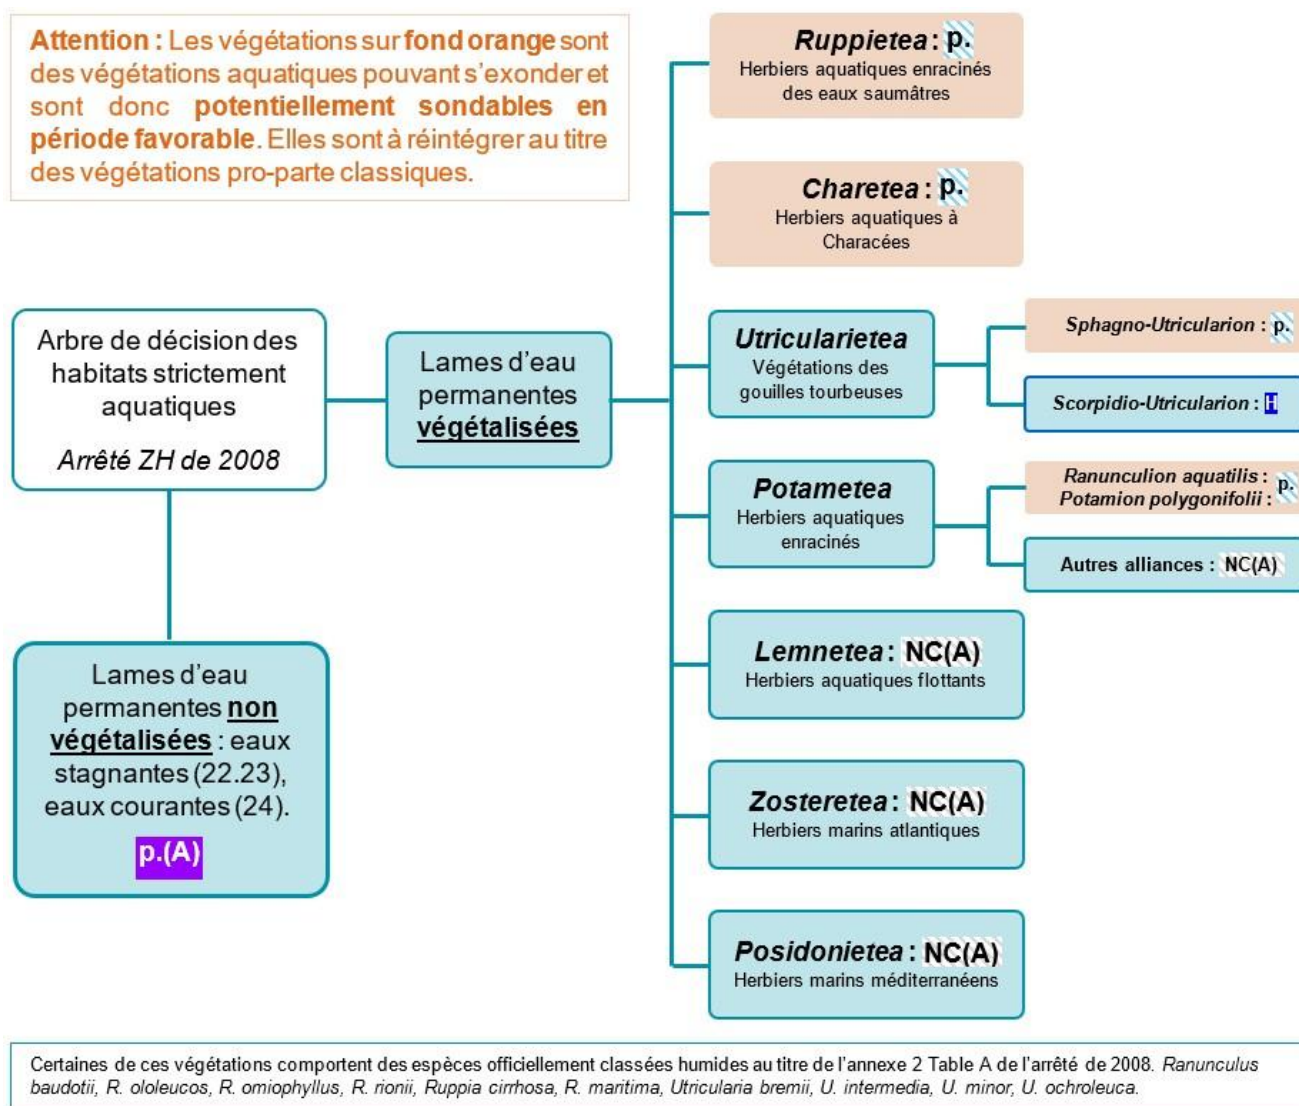 Attention : Les végétations sur fond orange sont
des végétations aquatiques pouvant s'exonder et
sont donc potentiellement sondables en
période favorable. Elles sont à réintégrer au titre
des végétations pro-parte classiques.
Ruppietea : p.
Herbiers aquatiques enracinés
des eaux saumâtres
Charetea : p.
Herbiers aquatiques à
Characées
Arbre de décision des
habitats strictement
aquatiques
Arrêté ZH de 2008
Lames d'eau
permanentes
végétalisées
Utricularietea
Végétations des
gouilles tourbeuses
Sphagno-Utricularion : p.
Scorpidio-Utricularion : H
Potametea
Herbiers aquatiques
enracinés
Ranunculion aquatilis : p.
Potamion polygonifolii :
Autres alliances : NC(A)
Lames d'eau
permanentes non
végétalisées : eaux
stagnantes (22.23),
eaux courantes (24).
p.(A)
Lemnetea : NC(A)
Herbiers aquatiques flottants
Zosteretea : NC(A)
Herbiers marins atlantiques
Posidonietea : NC(A)
Herbiers marins méditerranéens
Certaines de ces végétations comportent des espèces officiellement classées humides au titre de l'annexe 2 Table A de l'arrêté de 2008. Ranunculus
baudotii, R. ololeucos, R. omiophyllus, R. rionii, Ruppia cirrhosa, R. maritima, Utricularia bremii, U. intermedia, U. minor, U. ochroleuca.